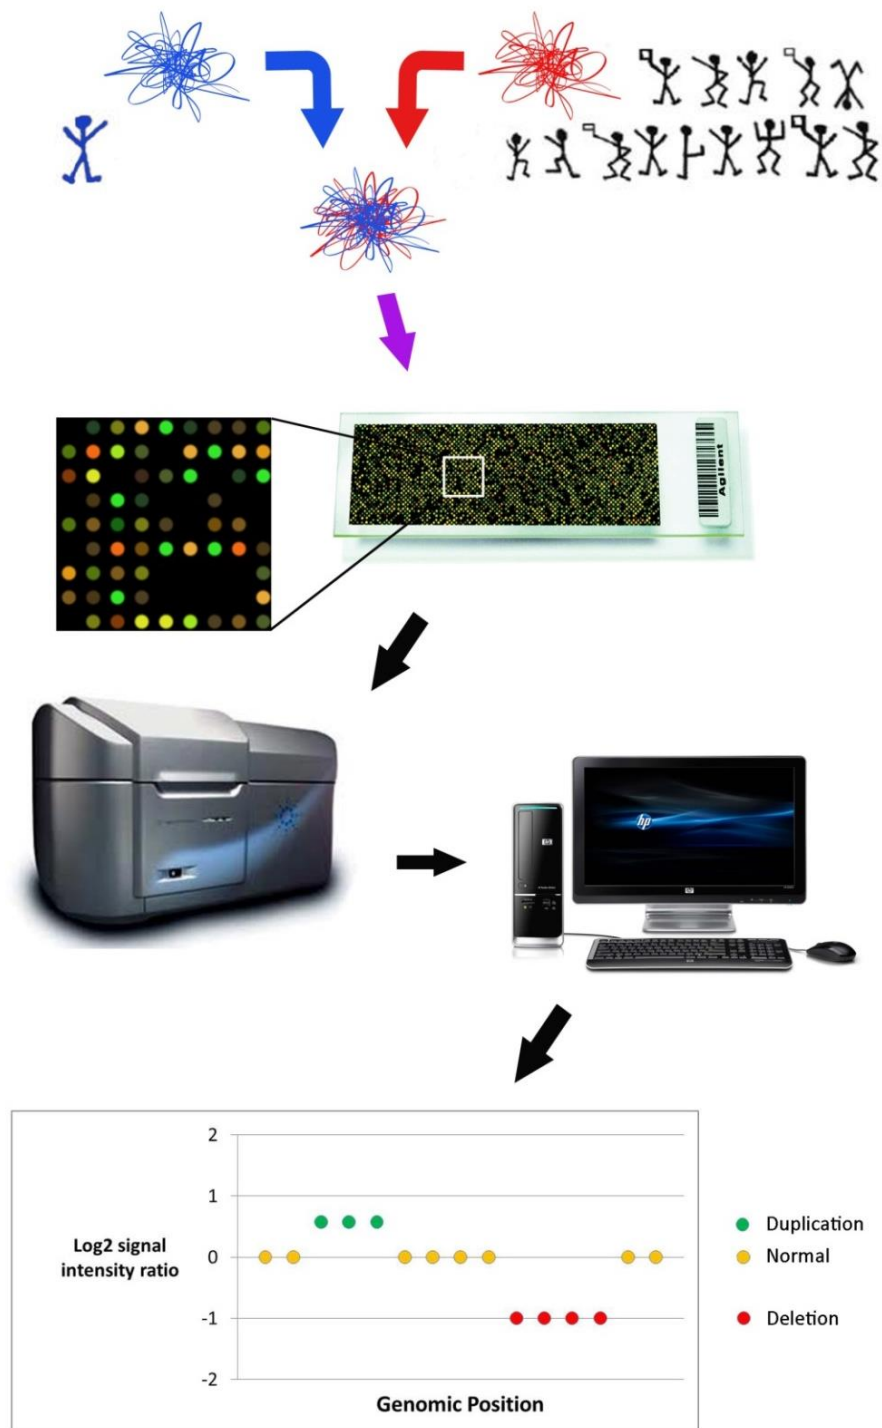 Agilent
hp
2
1
0
-1
-2
Log2 signal
intensity ratio
Genomic Position
Duplication
Normal
Deletion